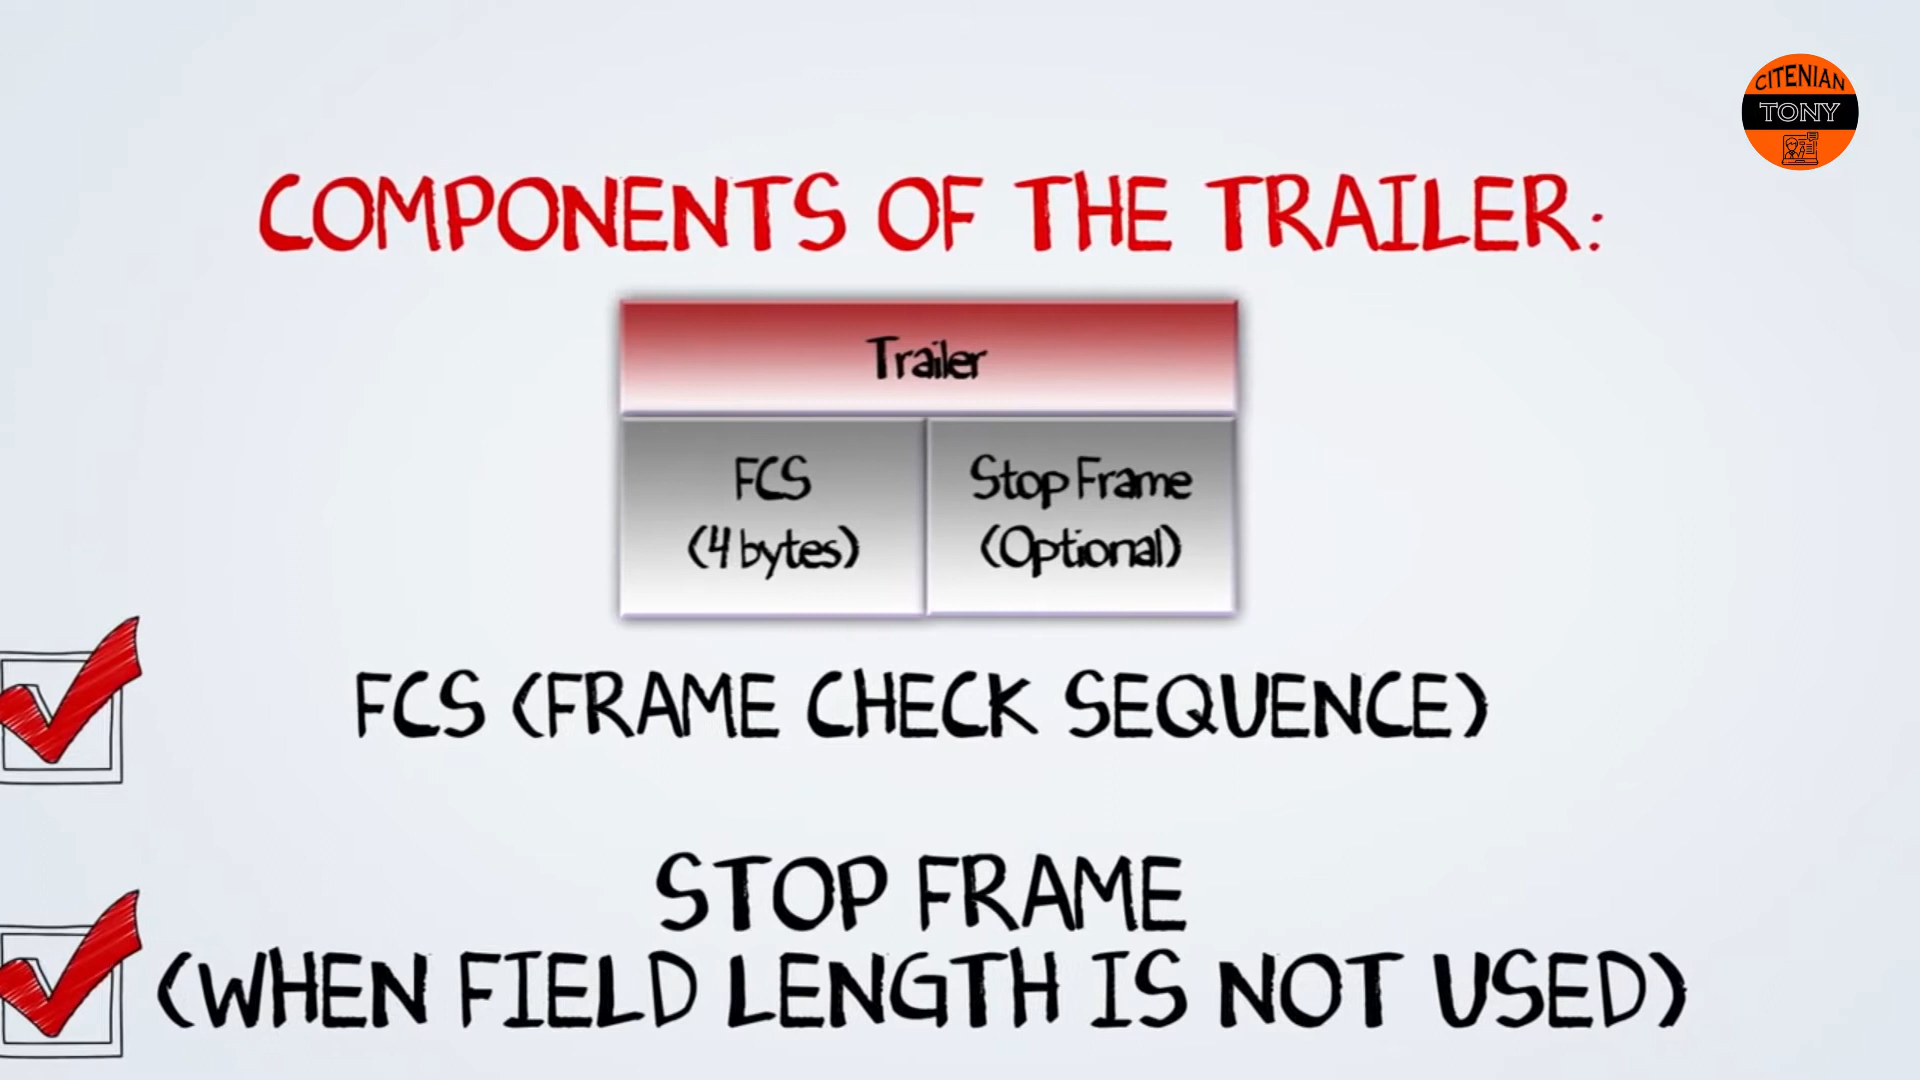 CITENIAN
TONY
COMPONENTS OF THE TRAILER:
Trailer
FCS
(4 bytes)
Stop Frame
(Optional)
FCS (FRAME CHECK SEQUENCE)
STOP FRAME
(WHEN FIELD LENGTH IS NOT USED)